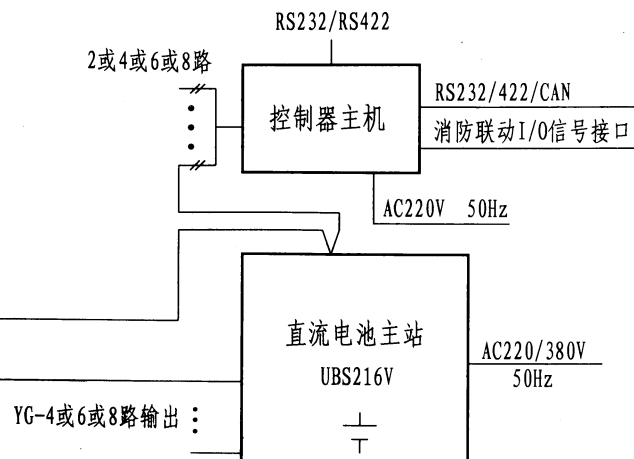 RS232/RS422
2或4或6或8路
控制器主机
RS232/422/CAN
消防联动I/O信号接口
AC220V 50Hz
直流电池主站
UBS216V
AC220/380V
50Hz
YG-4或6或8路输出